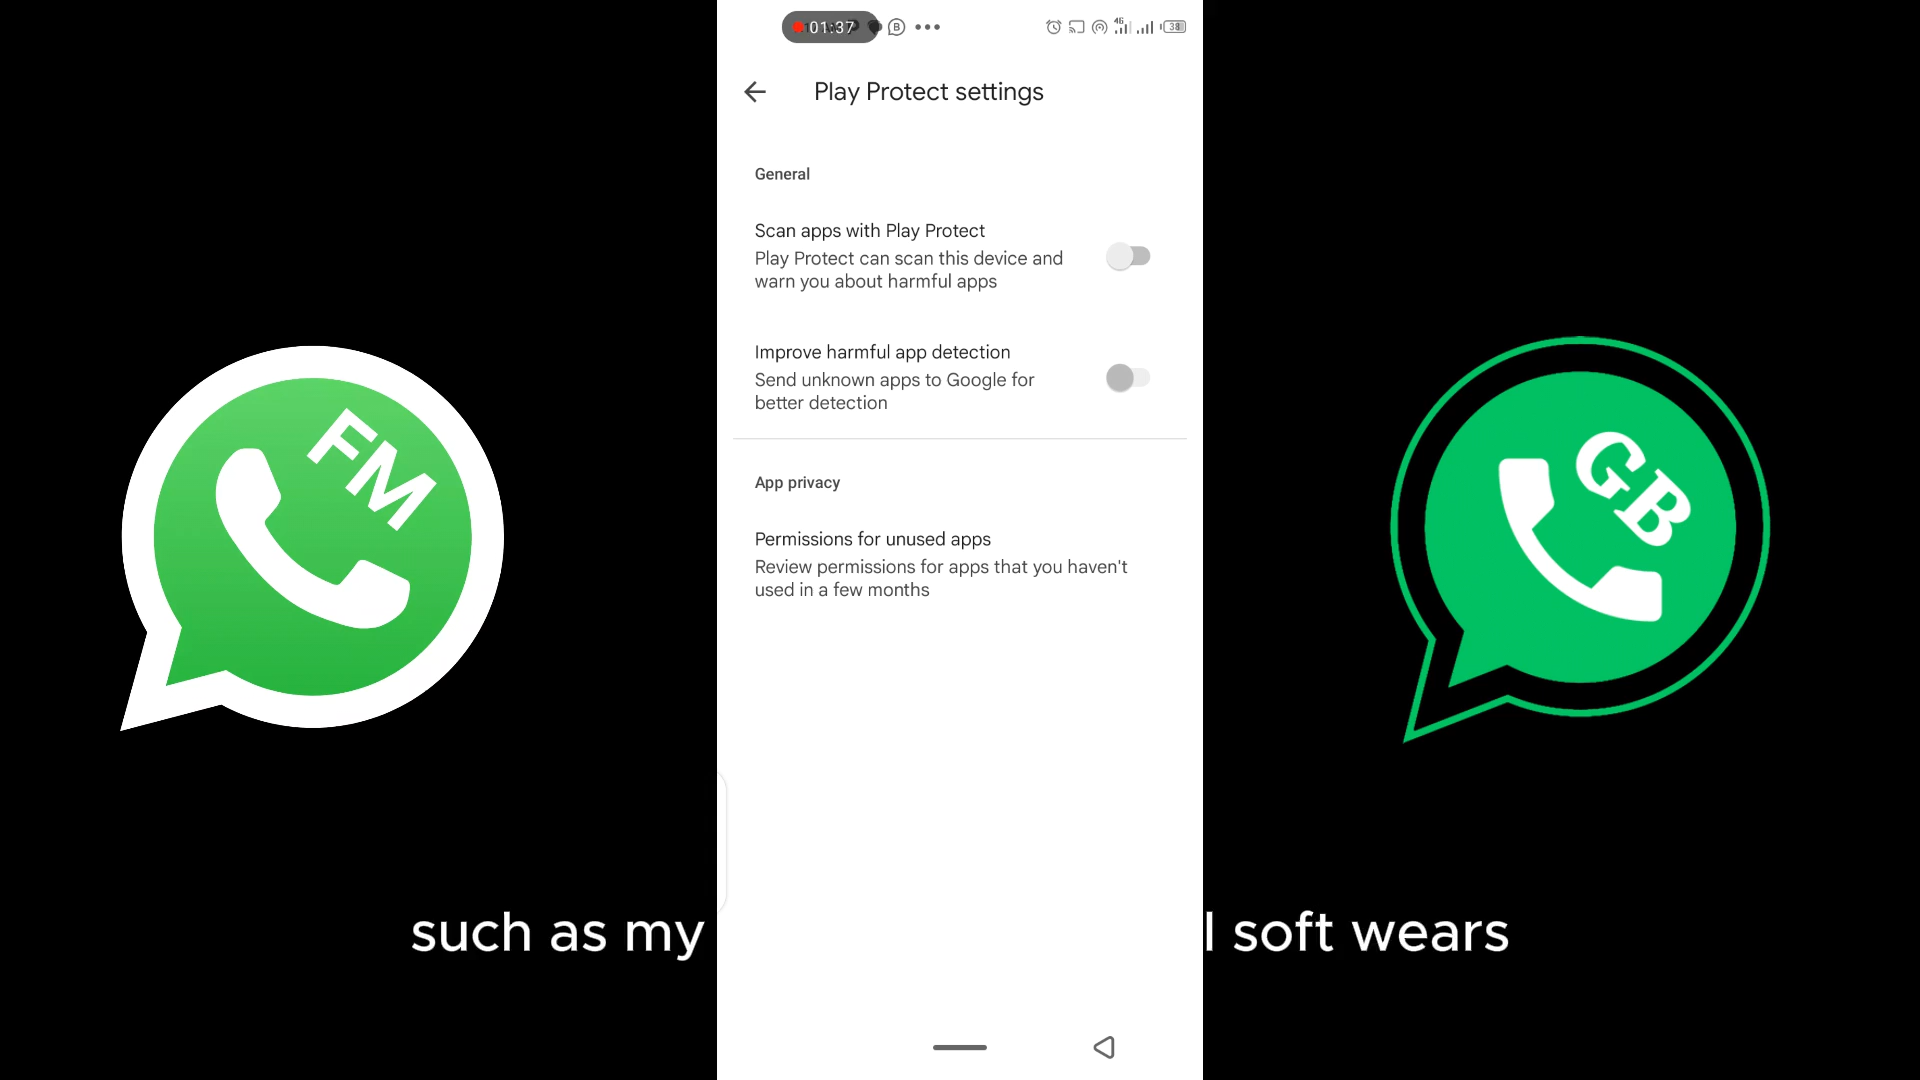 01:37
B
4G
38
Play Protect settings
General
Scan apps with Play Protect
Play Protect can scan this device and
warn you about harmful apps
Improve harmful app detection
Send unknown apps to Google for
better detection
App privacy
Permissions for unused apps
Review permissions for apps that you haven't
used in a few months
FM
GB
such as my
l soft wears